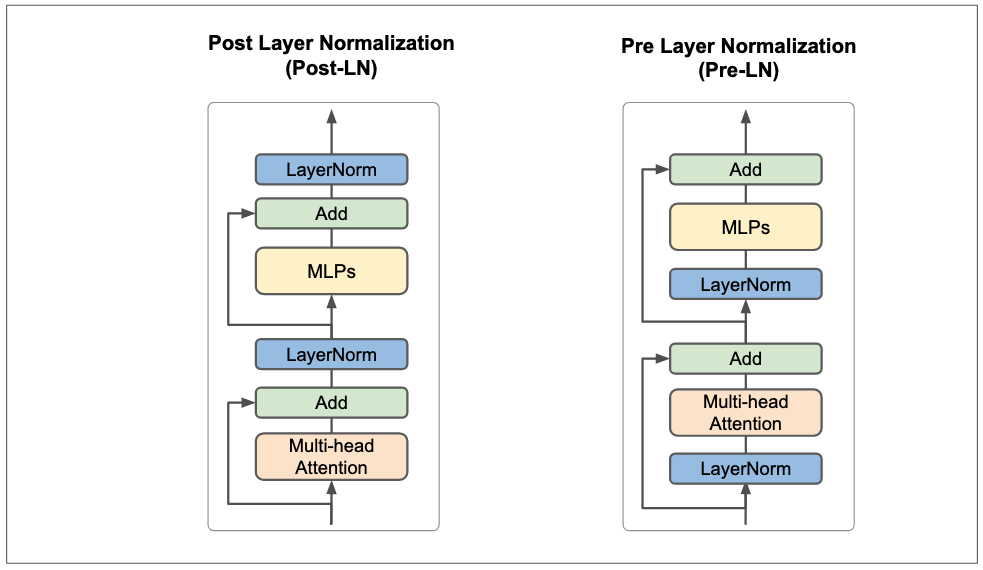 Post Layer Normalization
(Post-LN)
LayerNorm
Add
MLPs
LayerNorm
Add
Multi-head
Attention
Pre Layer Normalization
(Pre-LN)
Add
MLPs
LayerNorm
Add
Multi-head
Attention
LayerNorm